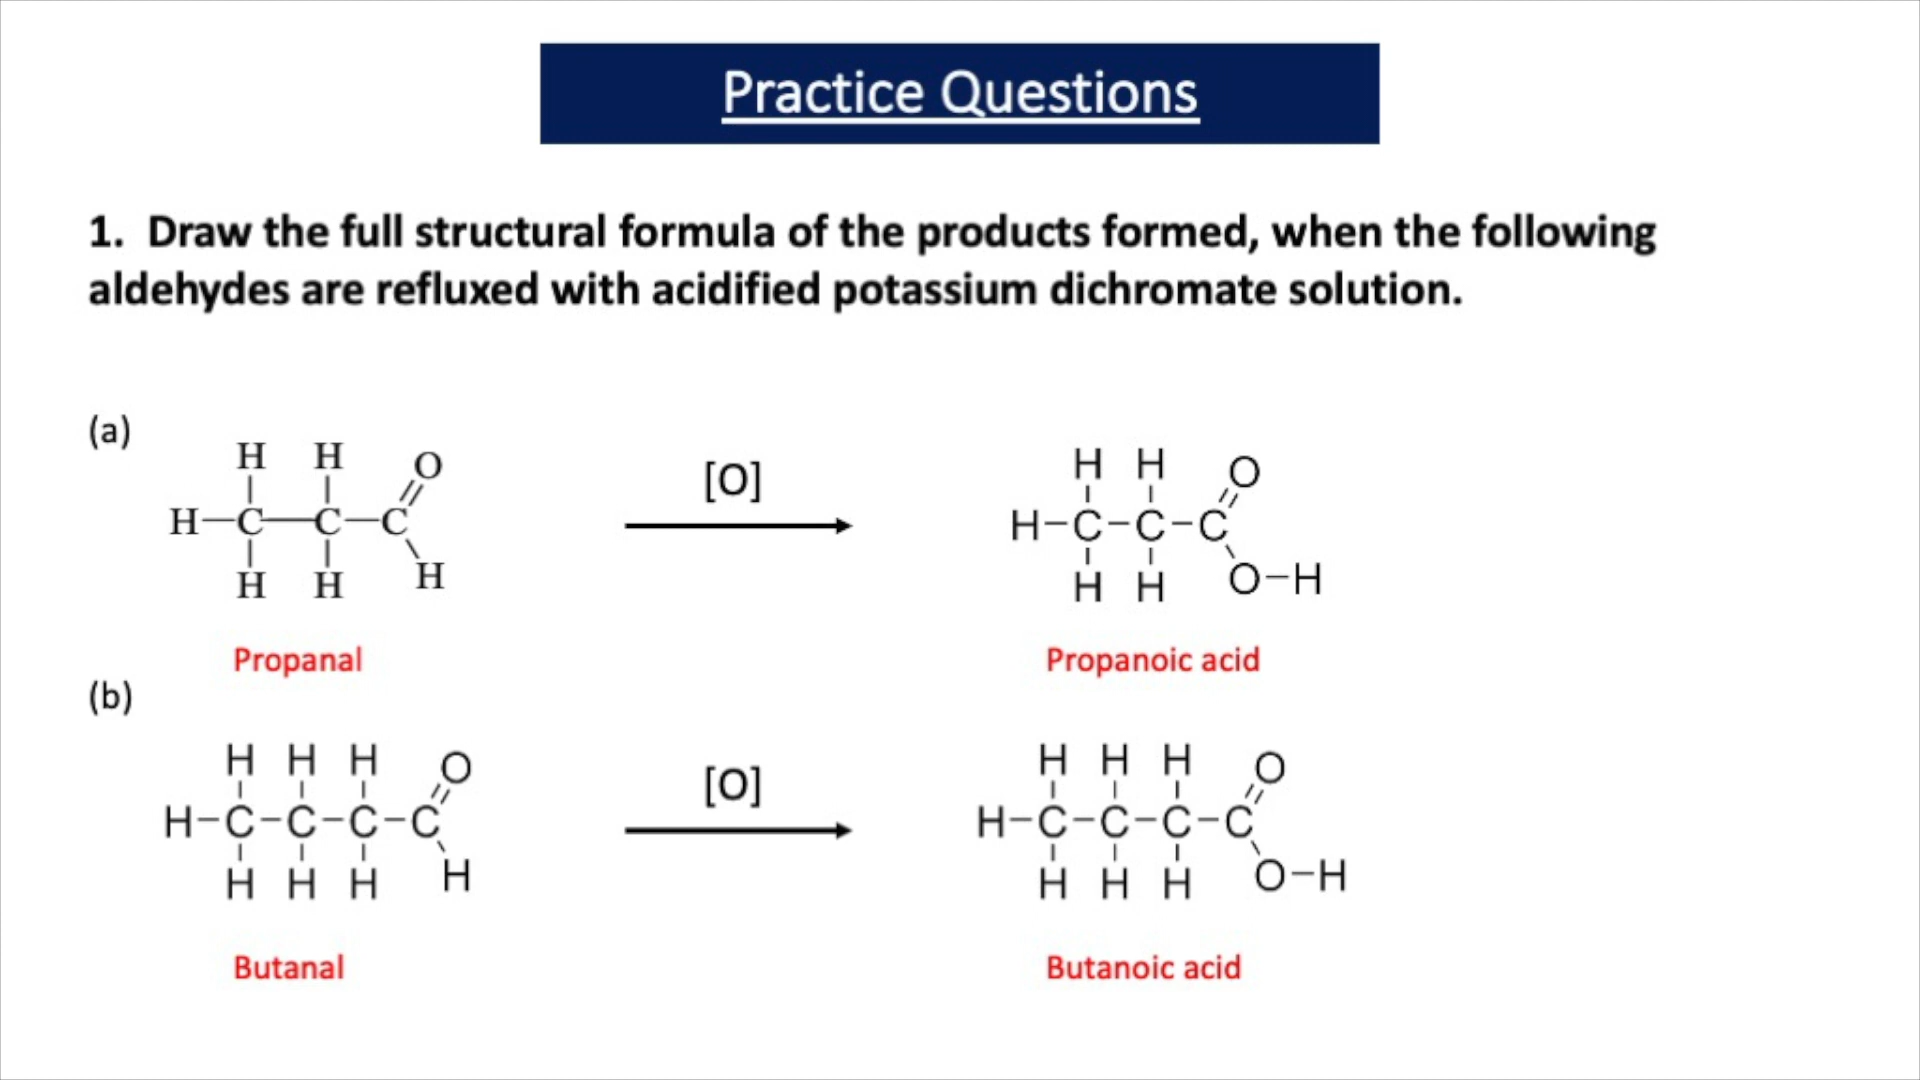 Practice Questions
1. Draw the full structural formula of the products formed, when the following
aldehydes are refluxed with acidified potassium dichromate solution.
(a)
H H O
H-C-C-C
H H H
[O]
H H O
H-C-C-C
H H O-H
Propanal
Propanoic acid
(b)
H H H O
H-C-C-C-C
H H H H
[O]
H H H O
H-C-C-C-C
H H H O-H
Butanal
Butanoic acid